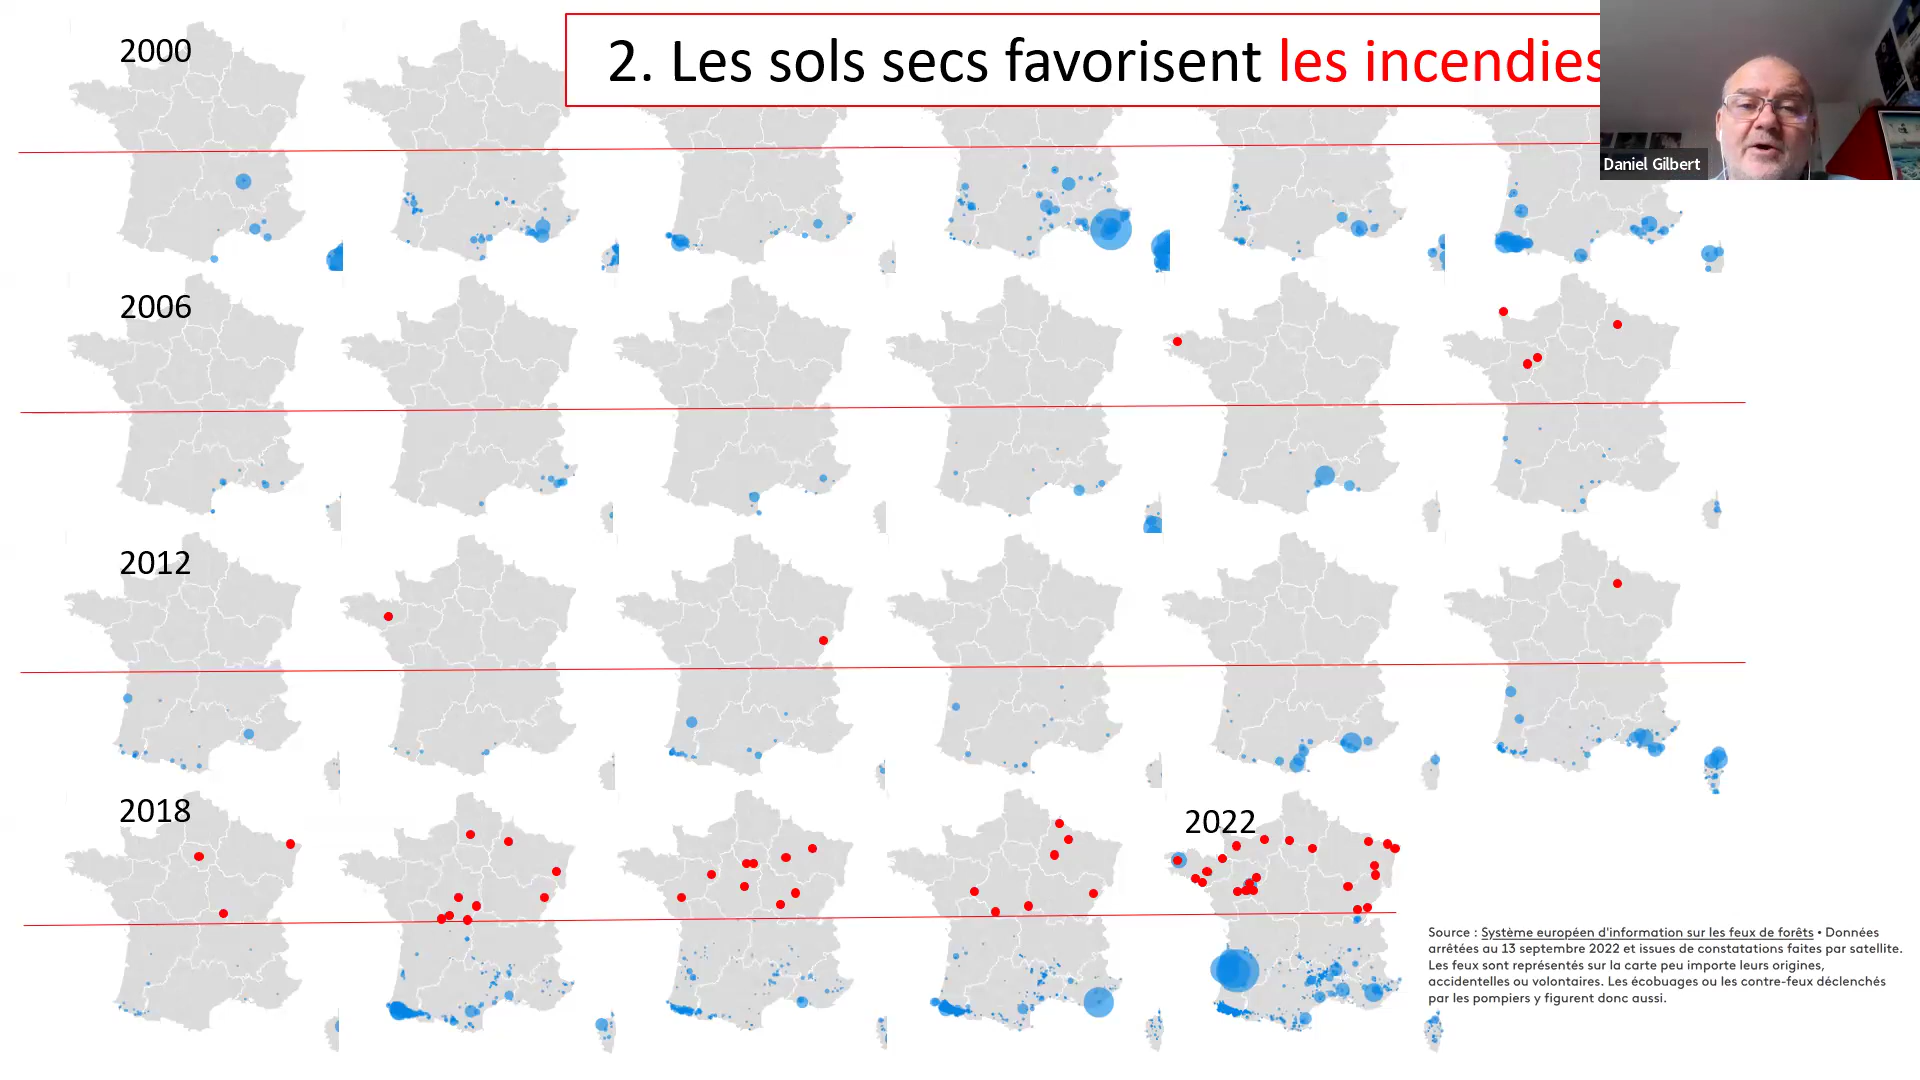 2000
2. Les sols secs favorisent les incendies
Daniel Gilbert
2006
2012
2018
2022
Source : Système européen d'information sur les feux de forêts • Données
arrêtées au 13 septembre 2022 et issues de constatations faites par satellite.
Les feux sont représentés sur la carte peu importe leurs origines,
accidentelles ou volontaires. Les écobuages ou les contre-feux déclenchés
par les pompiers y figurent donc aussi.